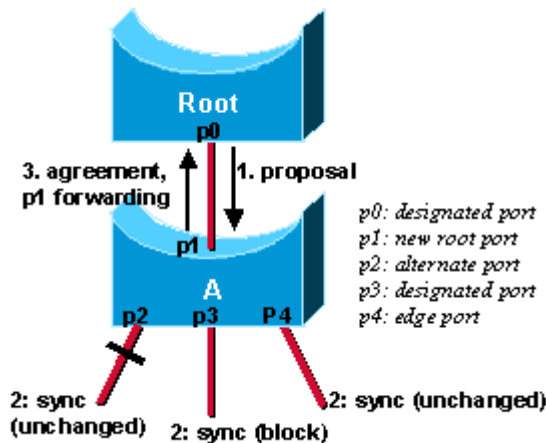 Root
p0
3. agreement,
p1 forwarding
1. proposal
p1
A
p2
p3
P4
p0: designated port
p1: new root port
p2: alternate port
p3: designated port
p4: edge port
2: sync
(unchanged)
2: sync (block)
2: sync (unchanged)